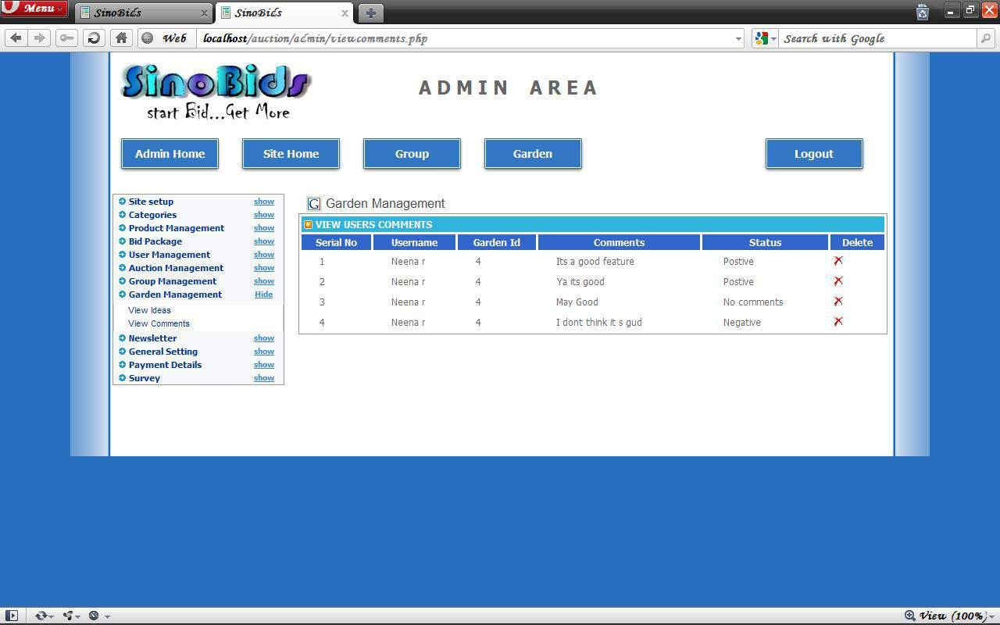 Menu SinoBids SinoBids
Web localhost/auction/admin/viewcomments.php Search with Google
SinoBids
start Bid...Get More
ADMIN AREA
Admin Home Site Home Group Garden Logout
Site setup show
Categories show
Product Management show
Bid Package show
User Management show
Auction Management show
Group Management show
Garden Management Hide
View Ideas
View Comments
Newsletter show
General Setting show
Payment Details show
Survey show
G Garden Management
VIEW USERS COMMENTS
Serial No Username Garden Id Comments Status Delete
1 Neena r 4 Its a good feature Postive
2 Neena r 4 Ya its good Postive
3 Neena r 4 May Good No comments
4 Neena r 4 I dont think it s gud Negative
View (100%)